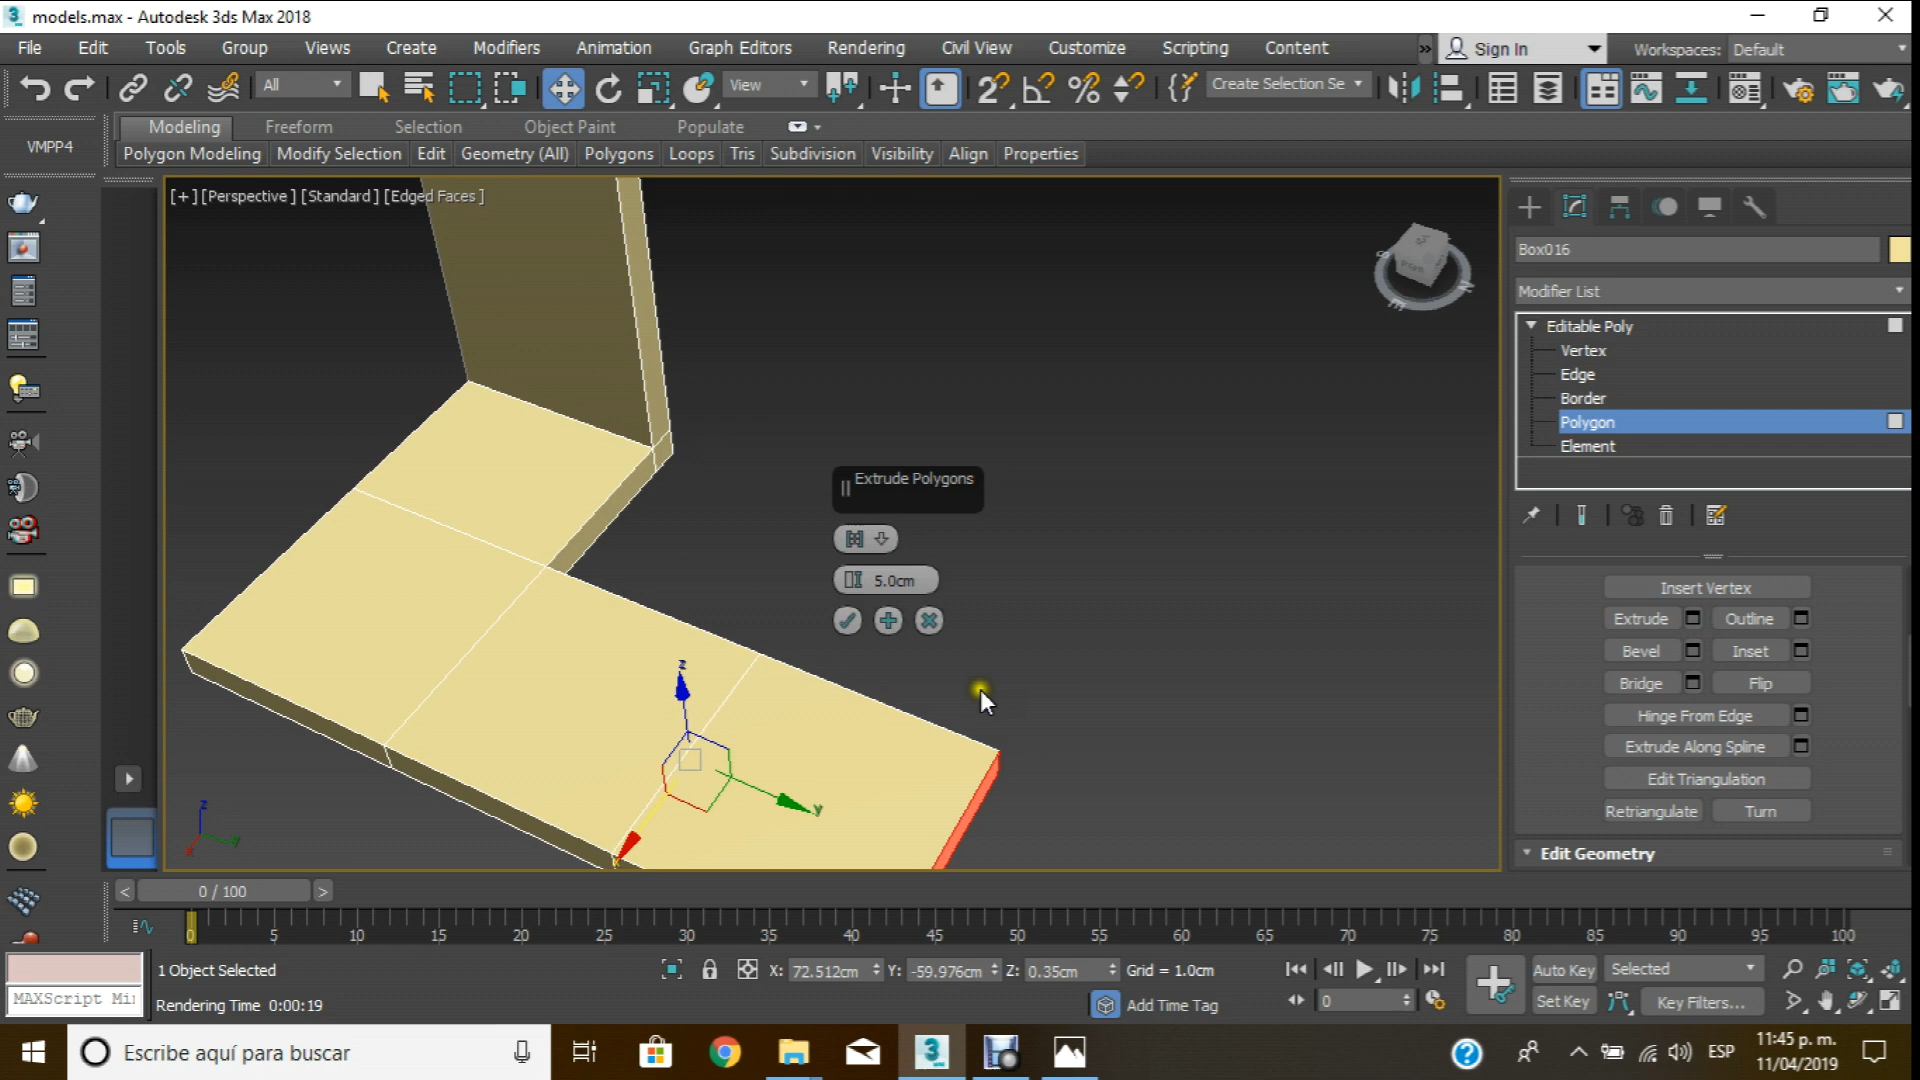 models.max - Autodesk 3ds Max 2018
File Edit Tools Group Views Create Modifiers Animation Graph Editors Rendering Civil View Customize Scripting Content
Sign In
Workspaces: Default
All
View
Create Selection Se
VMPP4
Modeling Freeform Selection Object Paint Populate
Polygon Modeling Modify Selection Edit Geometry (All) Polygons Loops Tris Subdivision Visibility Align Properties
[+] [Perspective ] [Standard ] [Edged Faces ]
Box016
Modifier List
Editable Poly
Vertex
Edge
Border
Polygon
Element
Extrude Polygons
5.0cm
Insert Vertex
Extrude Outline
Bevel Inset
Bridge Flip
Hinge From Edge
Extrude Along Spline
Edit Triangulation
Retriangulate Turn
Edit Geometry
z
y
z
< 0 / 100 >
0 5 10 15 20 25 30 35 40 45 50 55 60 65 70 75 80 85 90 95 100
1 Object Selected
X: 72.512cm Y: -59.976cm Z: 0.35cm Grid = 1.0cm
Auto Key Selected
MAXScript Mi
Rendering Time 0:00:19
Add Time Tag
0
Set Key Key Filters...
Escribe aquí para buscar
ESP
11:45 p. m.
11/04/2019